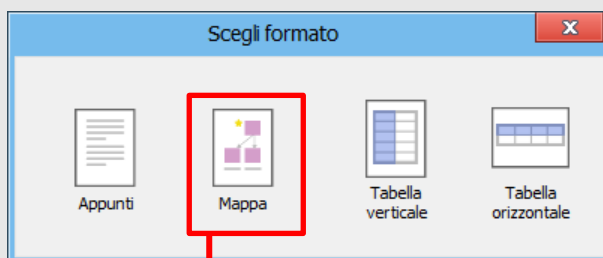 Scegli formato
x
Appunti
Mappa
Tabella
verticale
Tabella
orizzontale